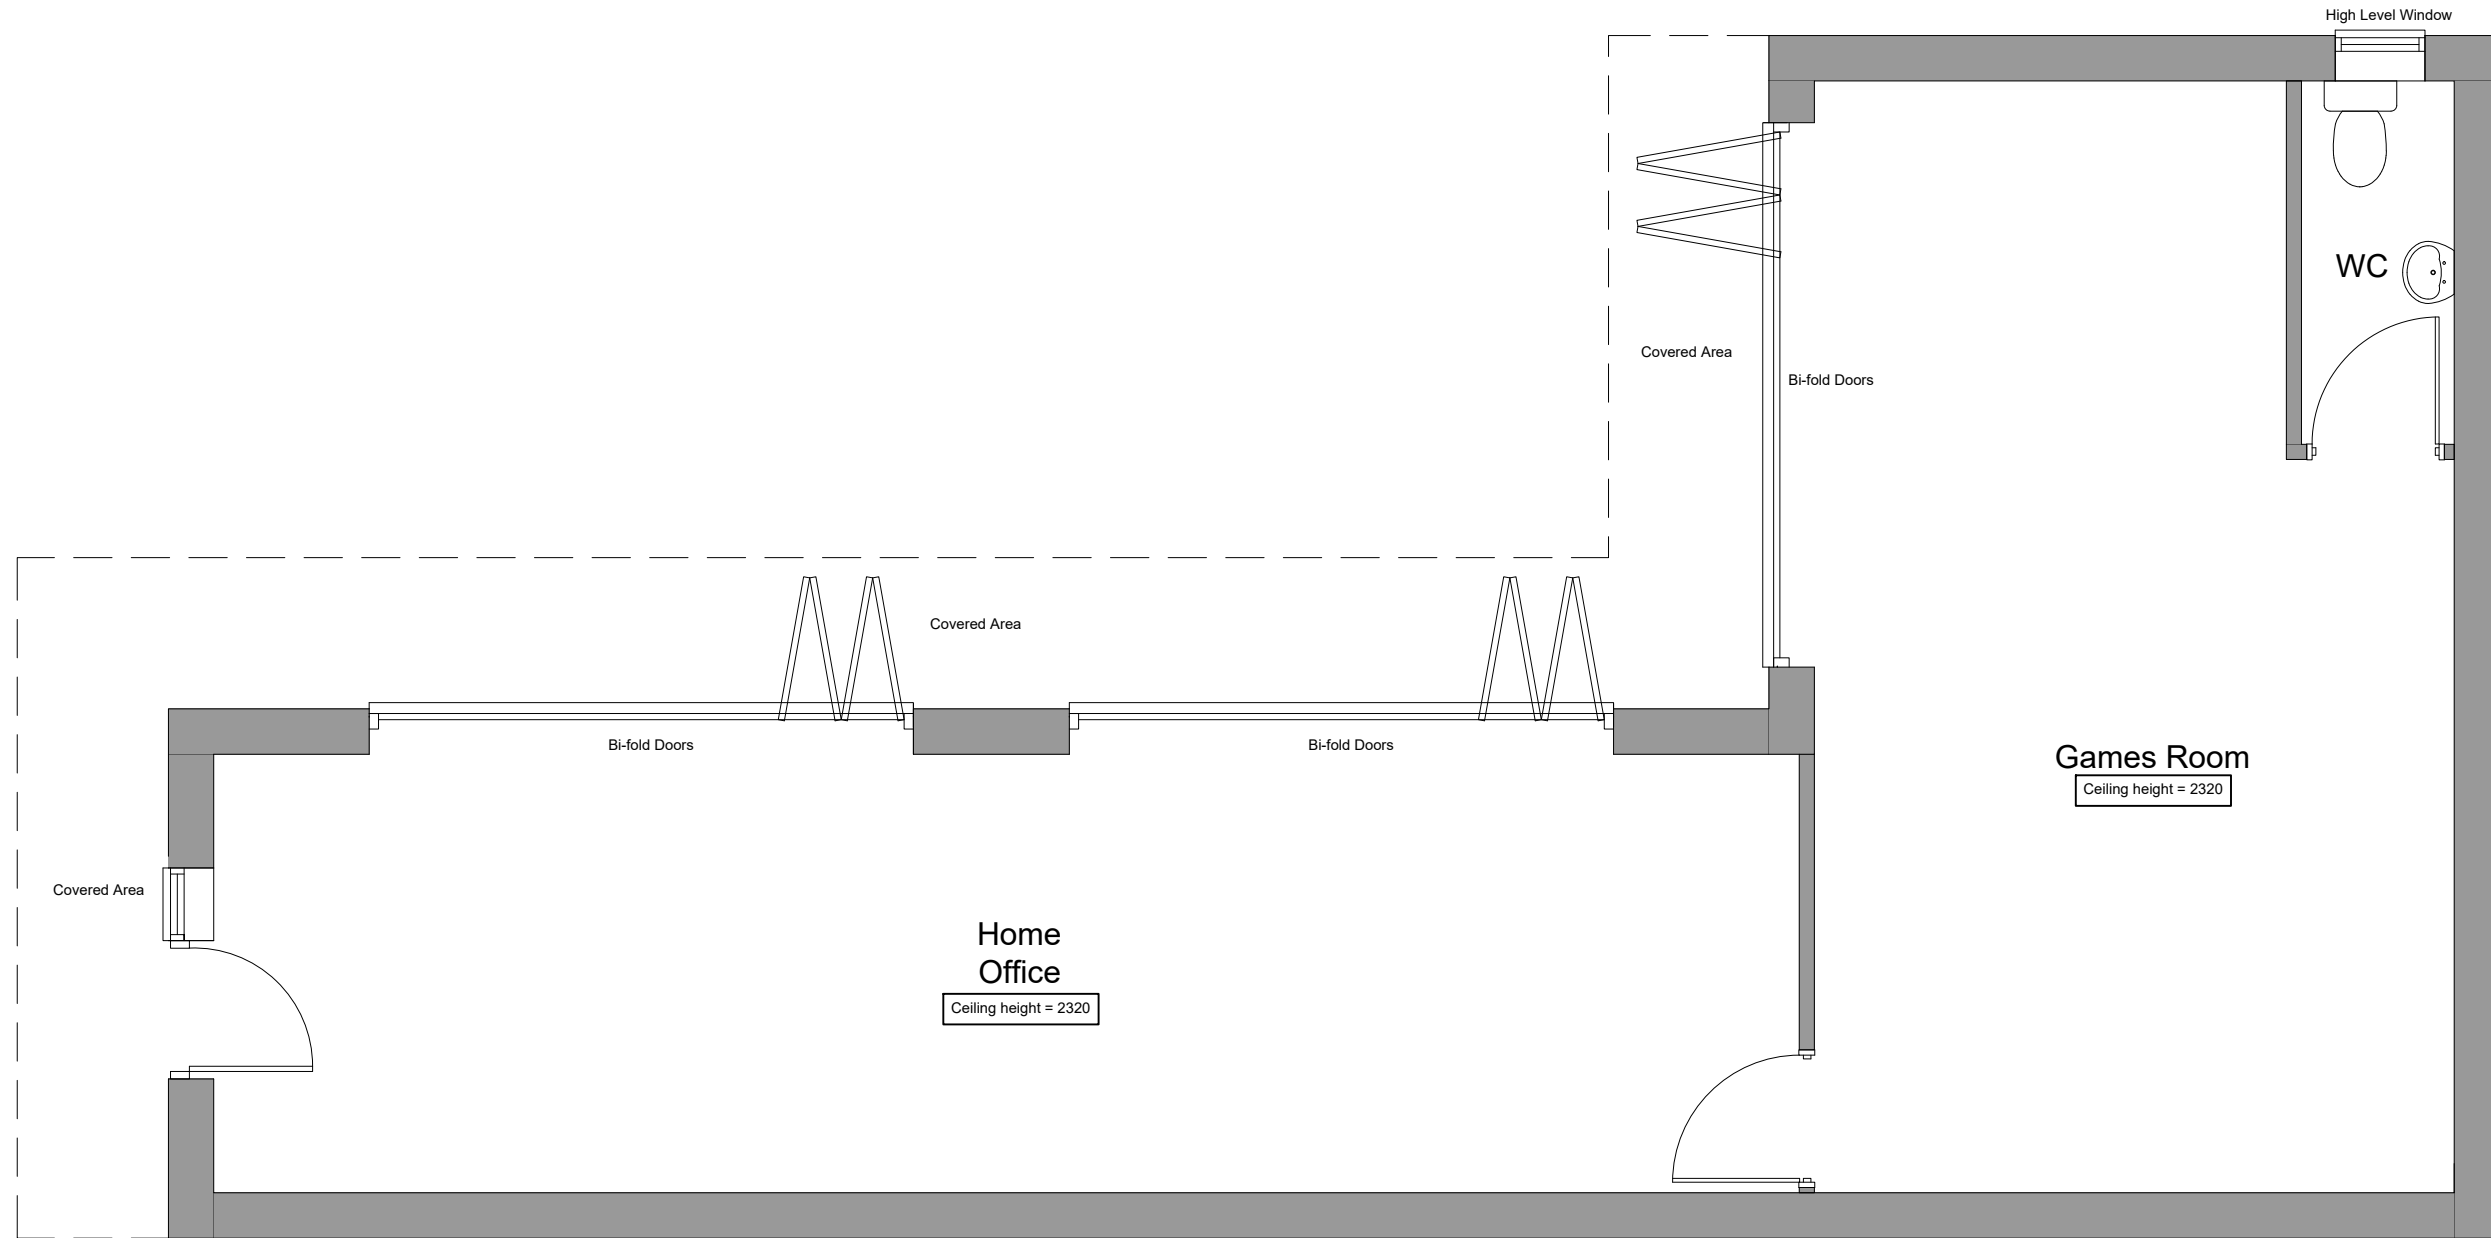 High Level Window
WC
Covered Area
Bi-fold Doors
Covered Area
Bi-fold Doors
Bi-fold Doors
Games Room
Ceiling height = 2320
Covered Area
Home
Office
Ceiling height = 2320